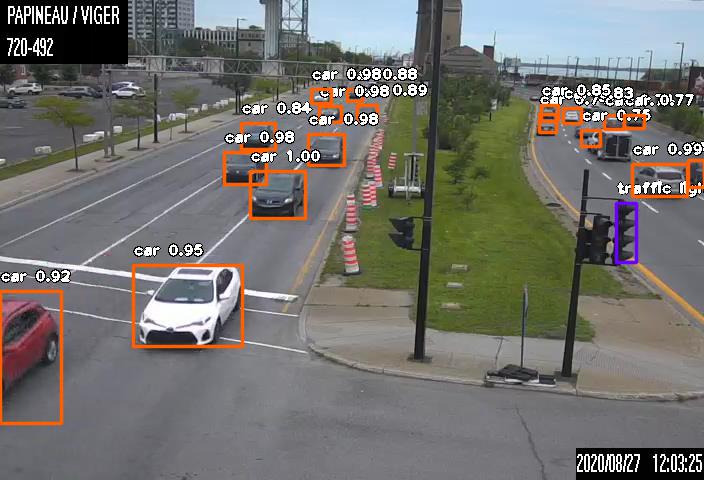 PAPINEAU / VIGER
720-492
car 0.98
0.88
car 0.98
0.89
car 0.84
car 0.98
car 0.98
car 1.00
car 0.85
0.77
car 0.75
car 0.99
traffic lig
car 0.95
car 0.92
2020/08/27 12:03:25